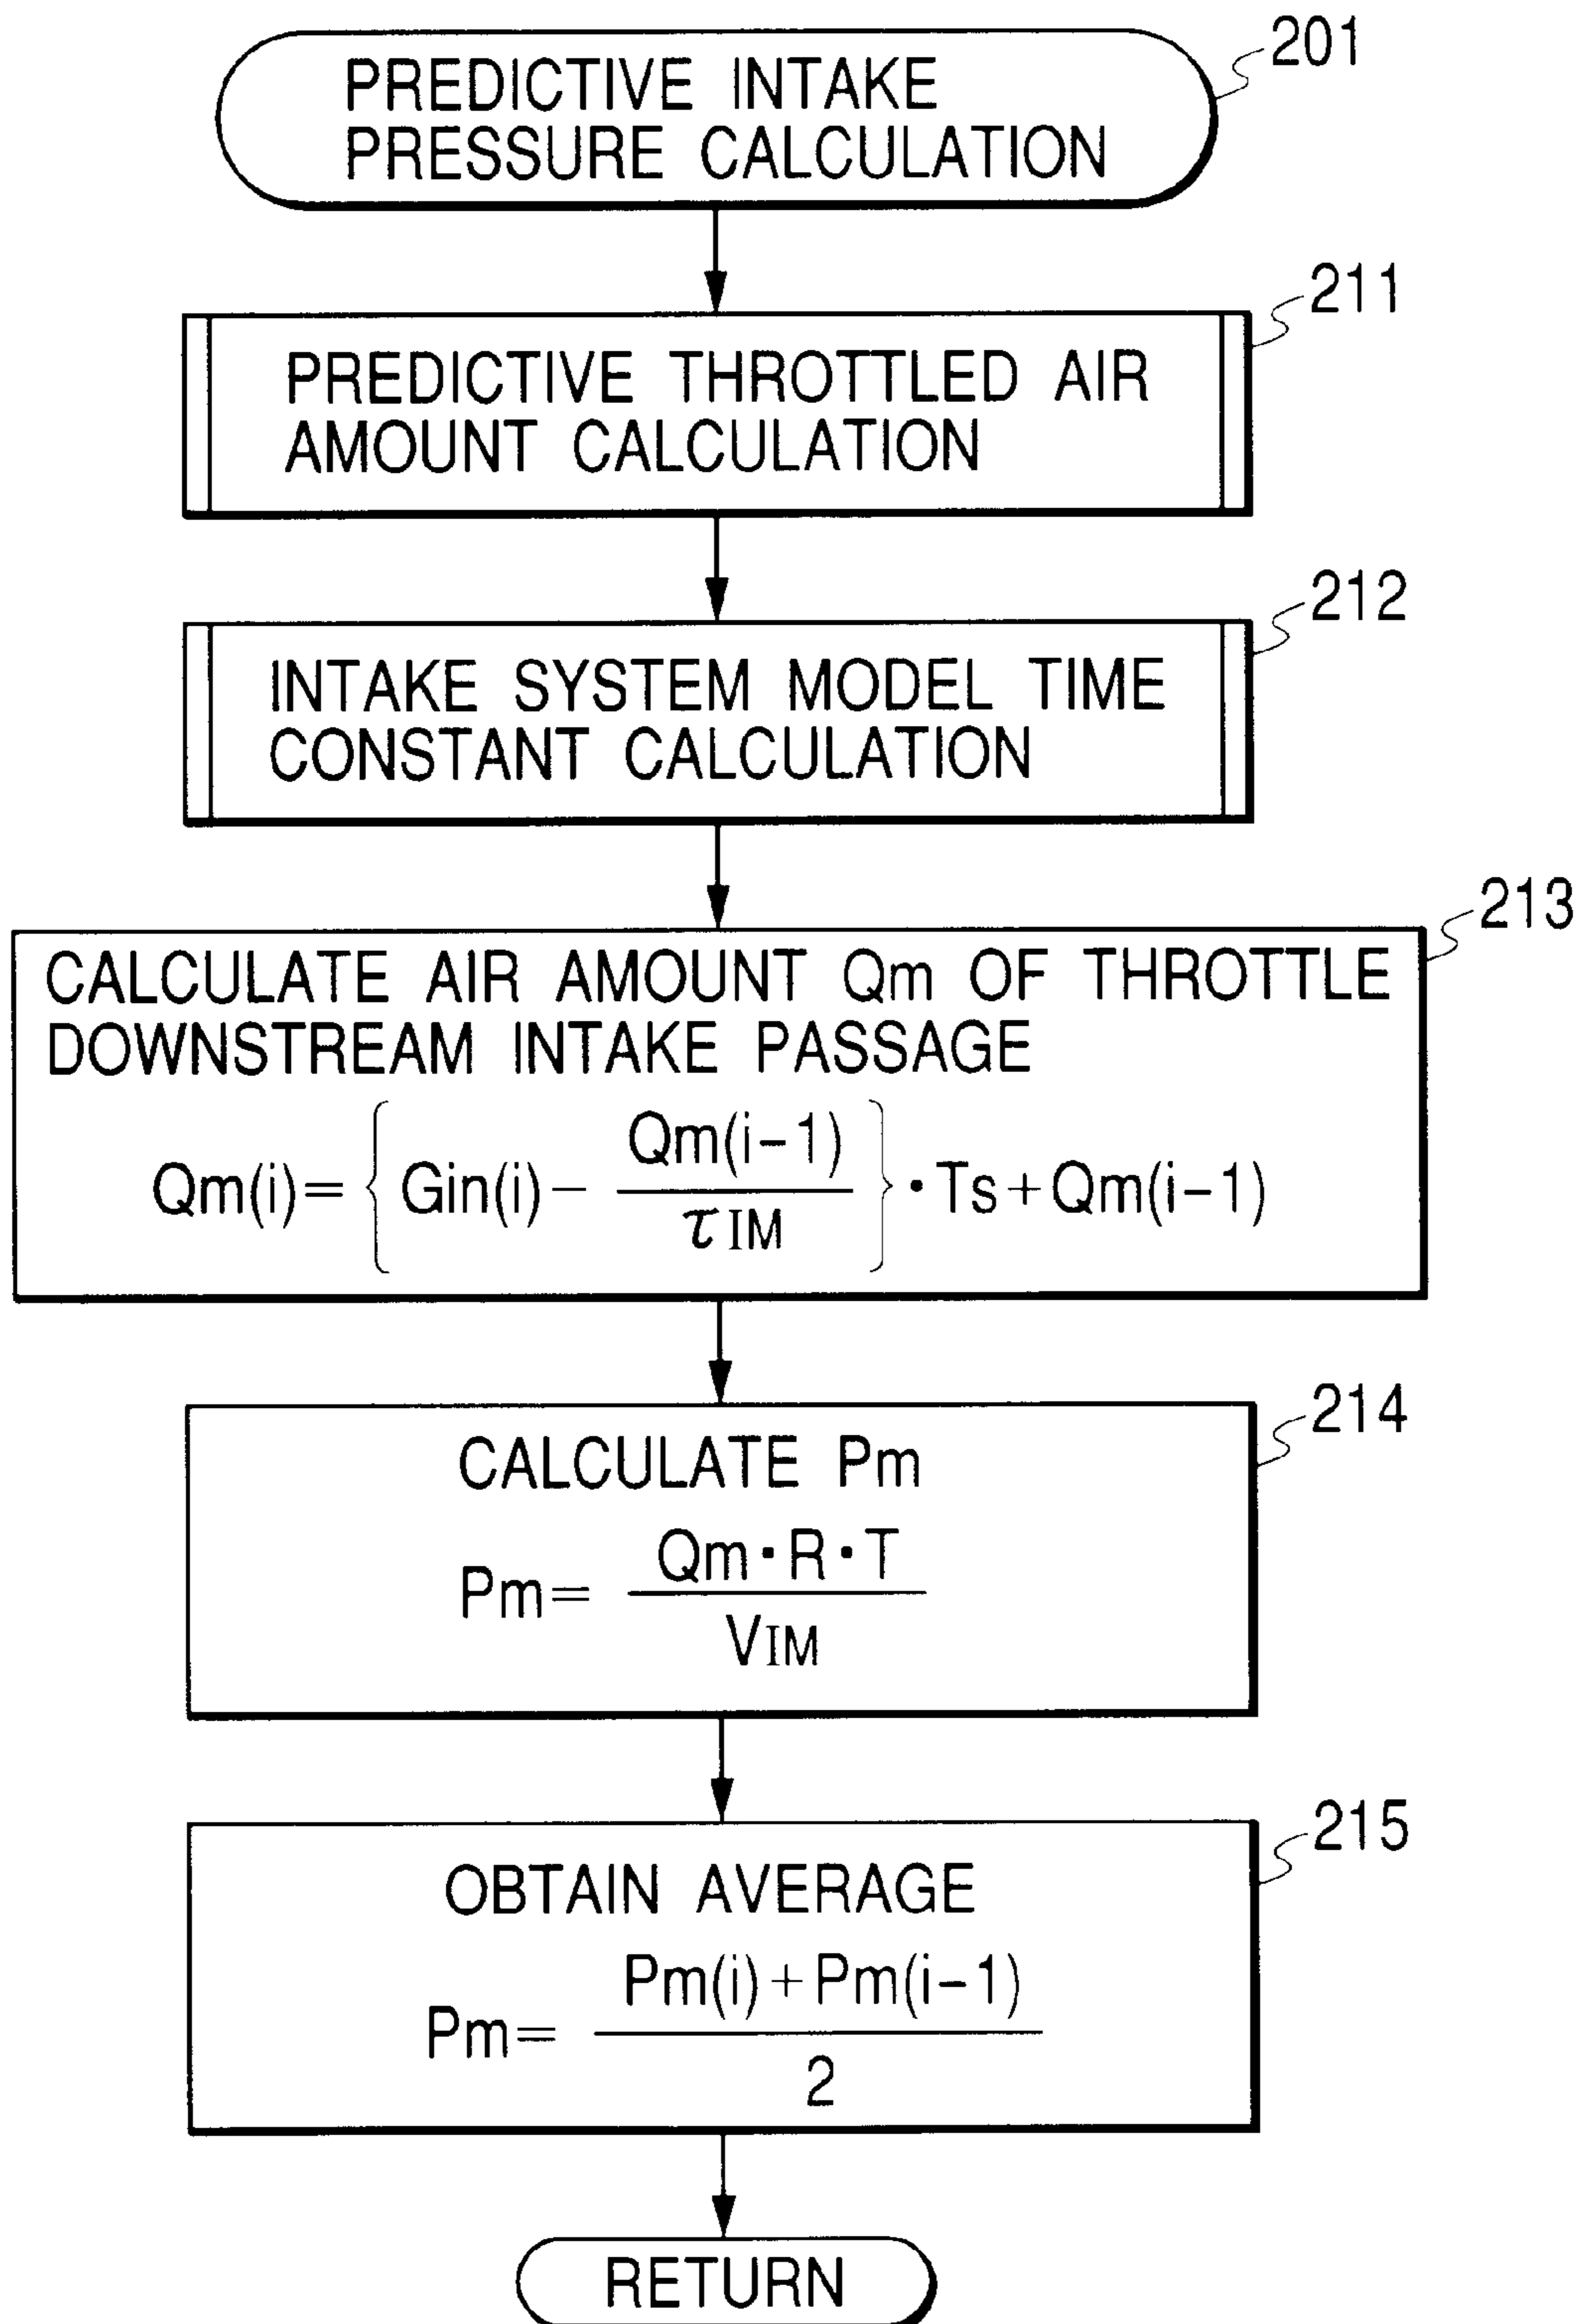 201
PREDICTIVE INTAKE
PRESSURE CALCULATION
211
PREDICTIVE THROTTLED AIR
AMOUNT CALCULATION
212
INTAKE SYSTEM MODEL TIME
CONSTANT CALCULATION
213
CALCULATE AIR AMOUNT Qm OF THROTTLE
DOWNSTREAM INTAKE PASSAGE
Qm(i)={Gin(i)−Qm(i−1)/τIM}·Ts+Qm(i−1)
214
CALCULATE Pm
Pm=Qm·R·T/VIM
215
OBTAIN AVERAGE
Pm=Pm(i)+Pm(i−1)/2
RETURN